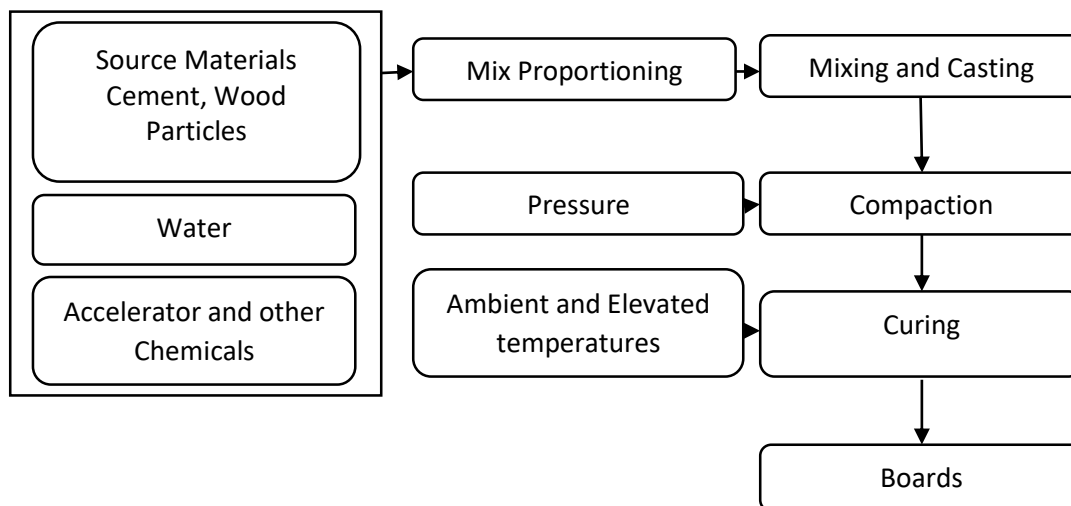 Source Materials
Cement, Wood
Particles
Water
Accelerator and other
Chemicals
Mix Proportioning
Mixing and Casting
Pressure
Compaction
Ambient and Elevated
temperatures
Curing
Boards